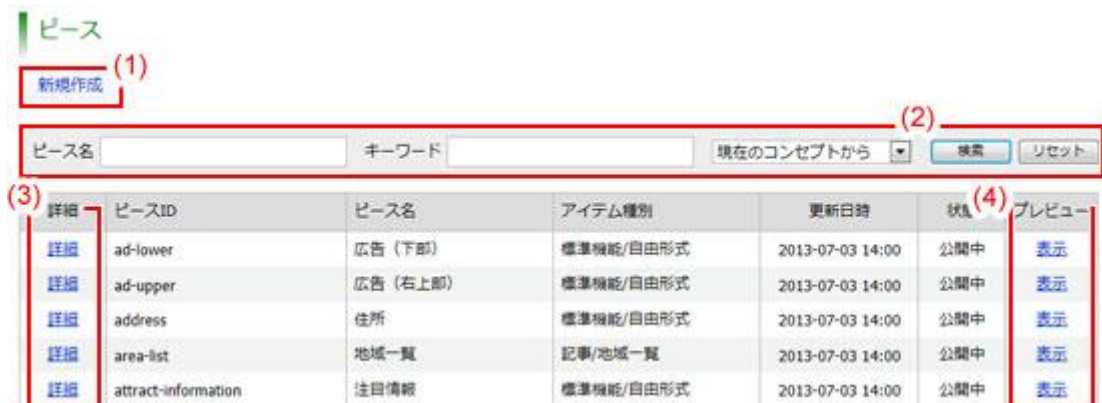 ピース
(1)
新規作成
(2)
ピース名 キーワード 現在のコンセプトから 検索 リセット
(3) (4)
詳細 ピースID ピース名 アイテム種別 更新日時 状 プレビュー
詳細 ad-lower 広告（下部） 標準機能/自由形式 2013-07-03 14:00 公開中 表示
詳細 ad-upper 広告（右上部） 標準機能/自由形式 2013-07-03 14:00 公開中 表示
詳細 address 住所 標準機能/自由形式 2013-07-03 14:00 公開中 表示
詳細 area-list 地域一覧 記事/地域一覧 2013-07-03 14:00 公開中 表示
詳細 attract-information 注目情報 標準機能/自由形式 2013-07-03 14:00 公開中 表示